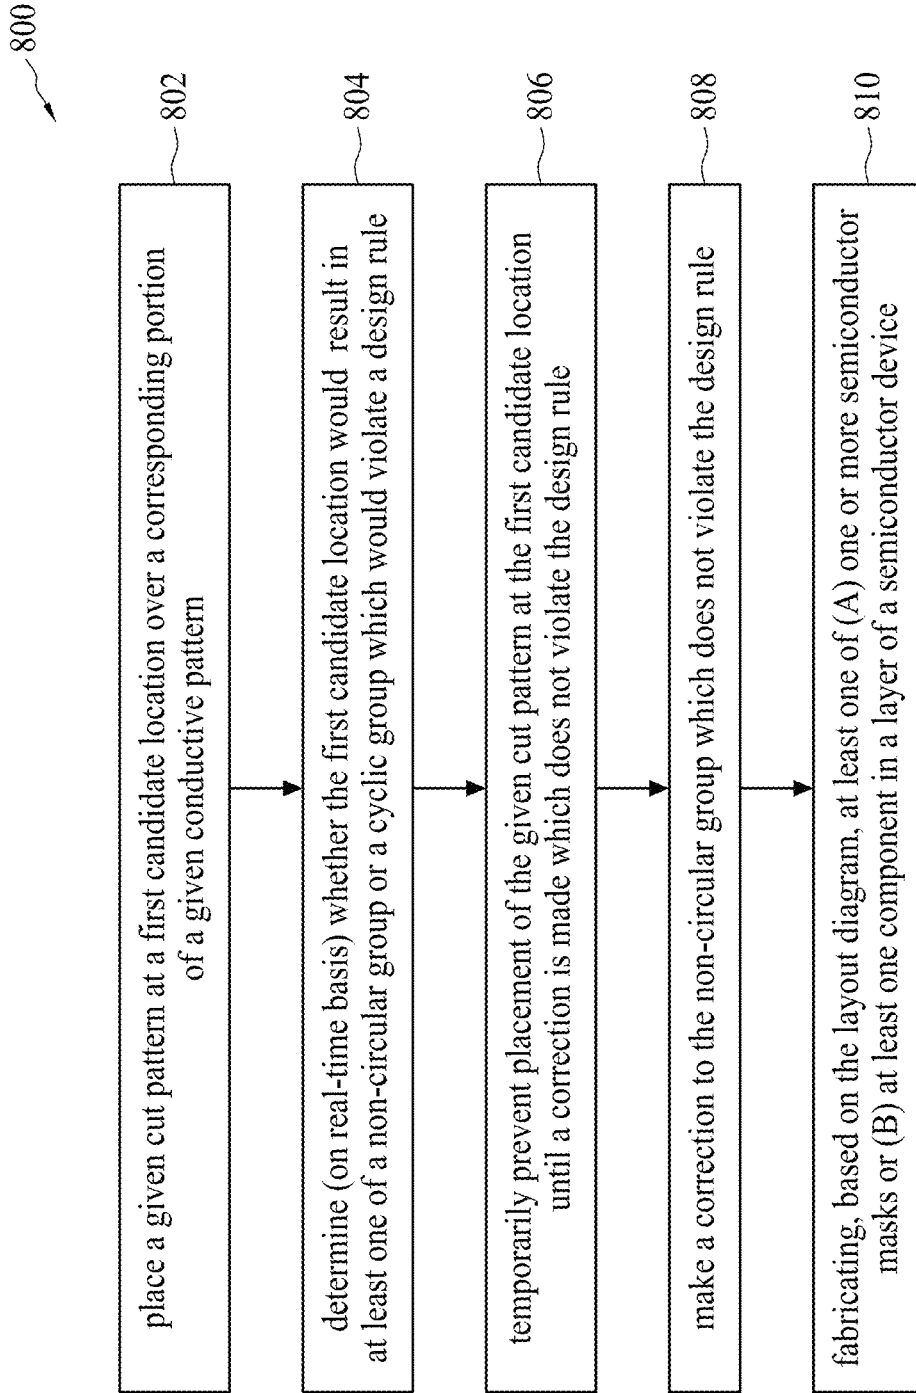 800
place a given cut pattern at a first candidate location over a corresponding portion
of a given conductive pattern
802
determine (on real-time basis) whether the first candidate location would result in
at least one of a non-circular group or a cyclic group which would violate a design rule
804
temporarily prevent placement of the given cut pattern at the first candidate location
until a correction is made which does not violate the design rule
806
make a correction to the non-circular group which does not violate the design rule
808
fabricating, based on the layout diagram, at least one of (A) one or more semiconductor
masks or (B) at least one component in a layer of a semiconductor device
810